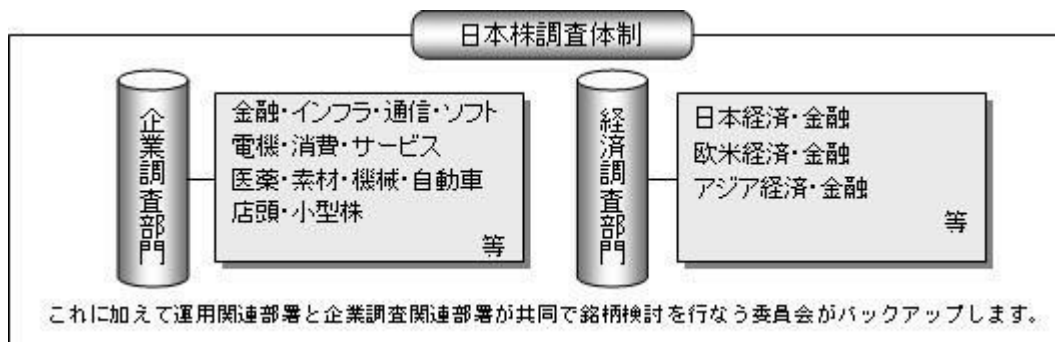 日本株調査体制
企業調査部門
金融・インフラ・通信・ソフト
電機・消費・サービス
医薬・素材・機械・自動車
店頭・小型株
等
経済調査部門
日本経済・金融
欧米経済・金融
アジア経済・金融
等
これに加えて運用関連部署と企業調査関連部署が共同で銘柄検討を行なう委員会がバックアップします。